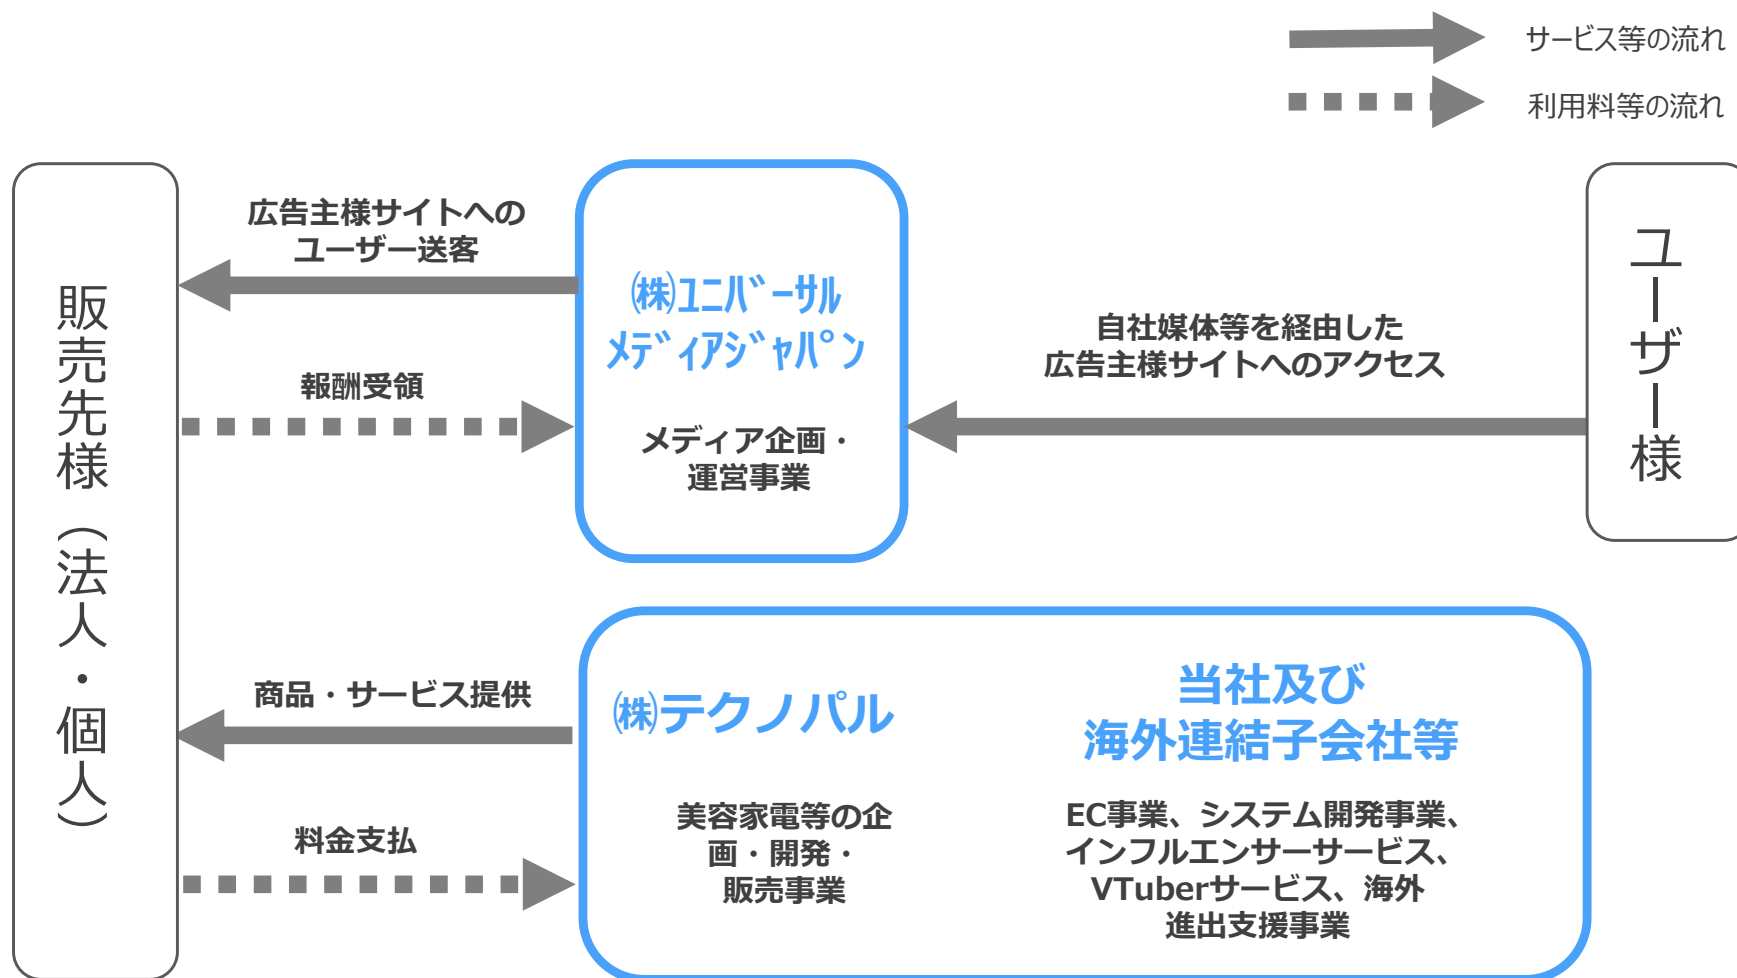 サービス等の流れ
利用料等の流れ
販売先様（法人・個人）
広告主様サイトへの
ユーザー送客
報酬受領
㈱ﾕﾆﾊﾞｰｻﾙ
ﾒﾃﾞｨｱｼﾞｬﾊﾟﾝ
メディア企画・
運営事業
自社媒体等を経由した
広告主様サイトへのアクセス
ユーザー様
商品・サービス提供
料金支払
㈱テクノパル
美容家電等の企
画・開発・
販売事業
当社及び
海外連結子会社等
EC事業、システム開発事業、
インフルエンサーサービス、
VTuberサービス、海外
進出支援事業